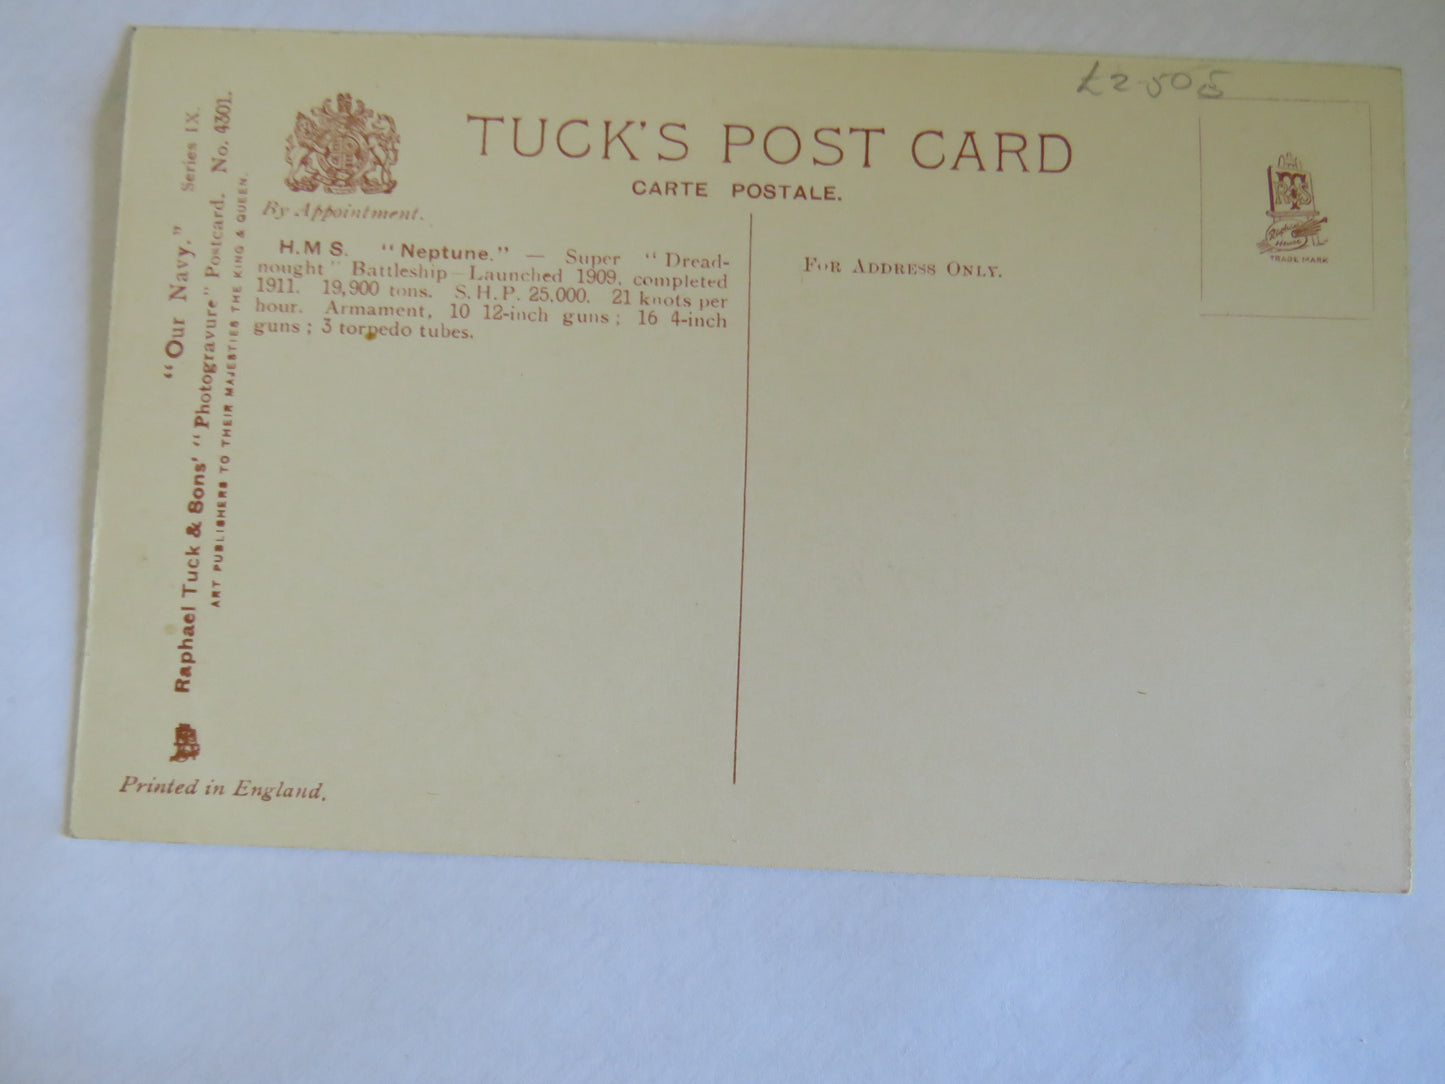 £2-50
TUCK'S POST CARD
CARTE POSTALE.
By Appointment.
H.M S. "Neptune." — Super "Dread-
nought" Battleship—Launched 1909, completed
1911. 19,900 tons. S.H.P. 25,000. 21 knots per
hour. Armament, 10 12-inch guns; 16 4-inch
guns; 3 torpedo tubes.
FOR ADDRESS ONLY.
RTS
Raphael
House
TRADE MARK
"Our Navy." Series IX.
Raphael Tuck & Sons' "Photogravure" Postcard, No. 4301.
ART PUBLISHERS TO THEIR MAJESTIES THE KING & QUEEN.
Printed in England.